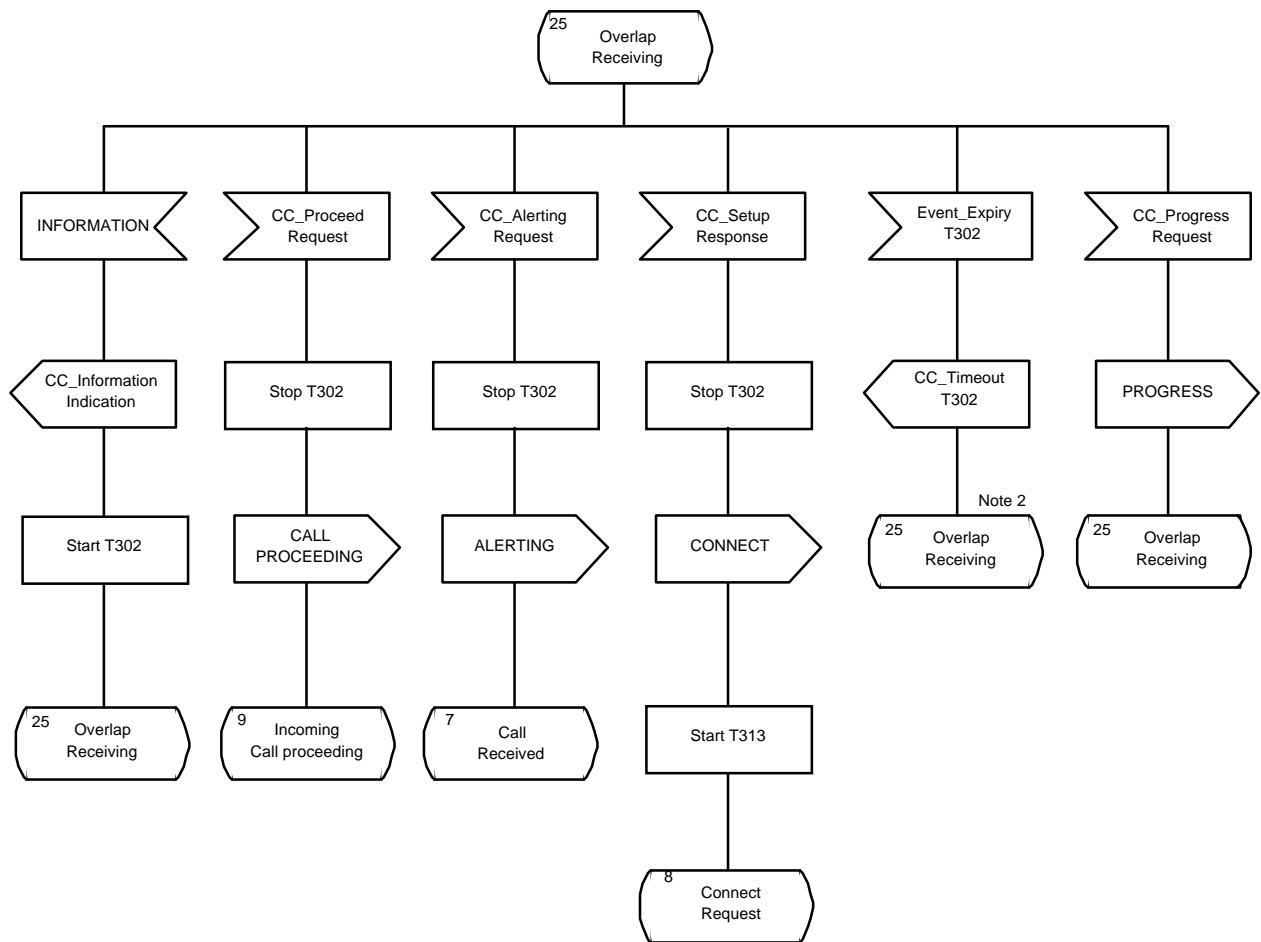 25
Overlap
Receiving
INFORMATION
CC_Proceed
Request
CC_Alerting
Request
CC_Setup
Response
Event_Expiry
T302
CC_Progress
Request
CC_Information
Indication
Stop T302
Stop T302
Stop T302
CC_Timeout
T302
PROGRESS
Start T302
CALL
PROCEEDING
ALERTING
CONNECT
Note 2
25
Overlap
Receiving
25
Overlap
Receiving
25
Overlap
Receiving
9
Incoming
Call proceeding
7
Call
Received
Start T313
8
Connect
Request